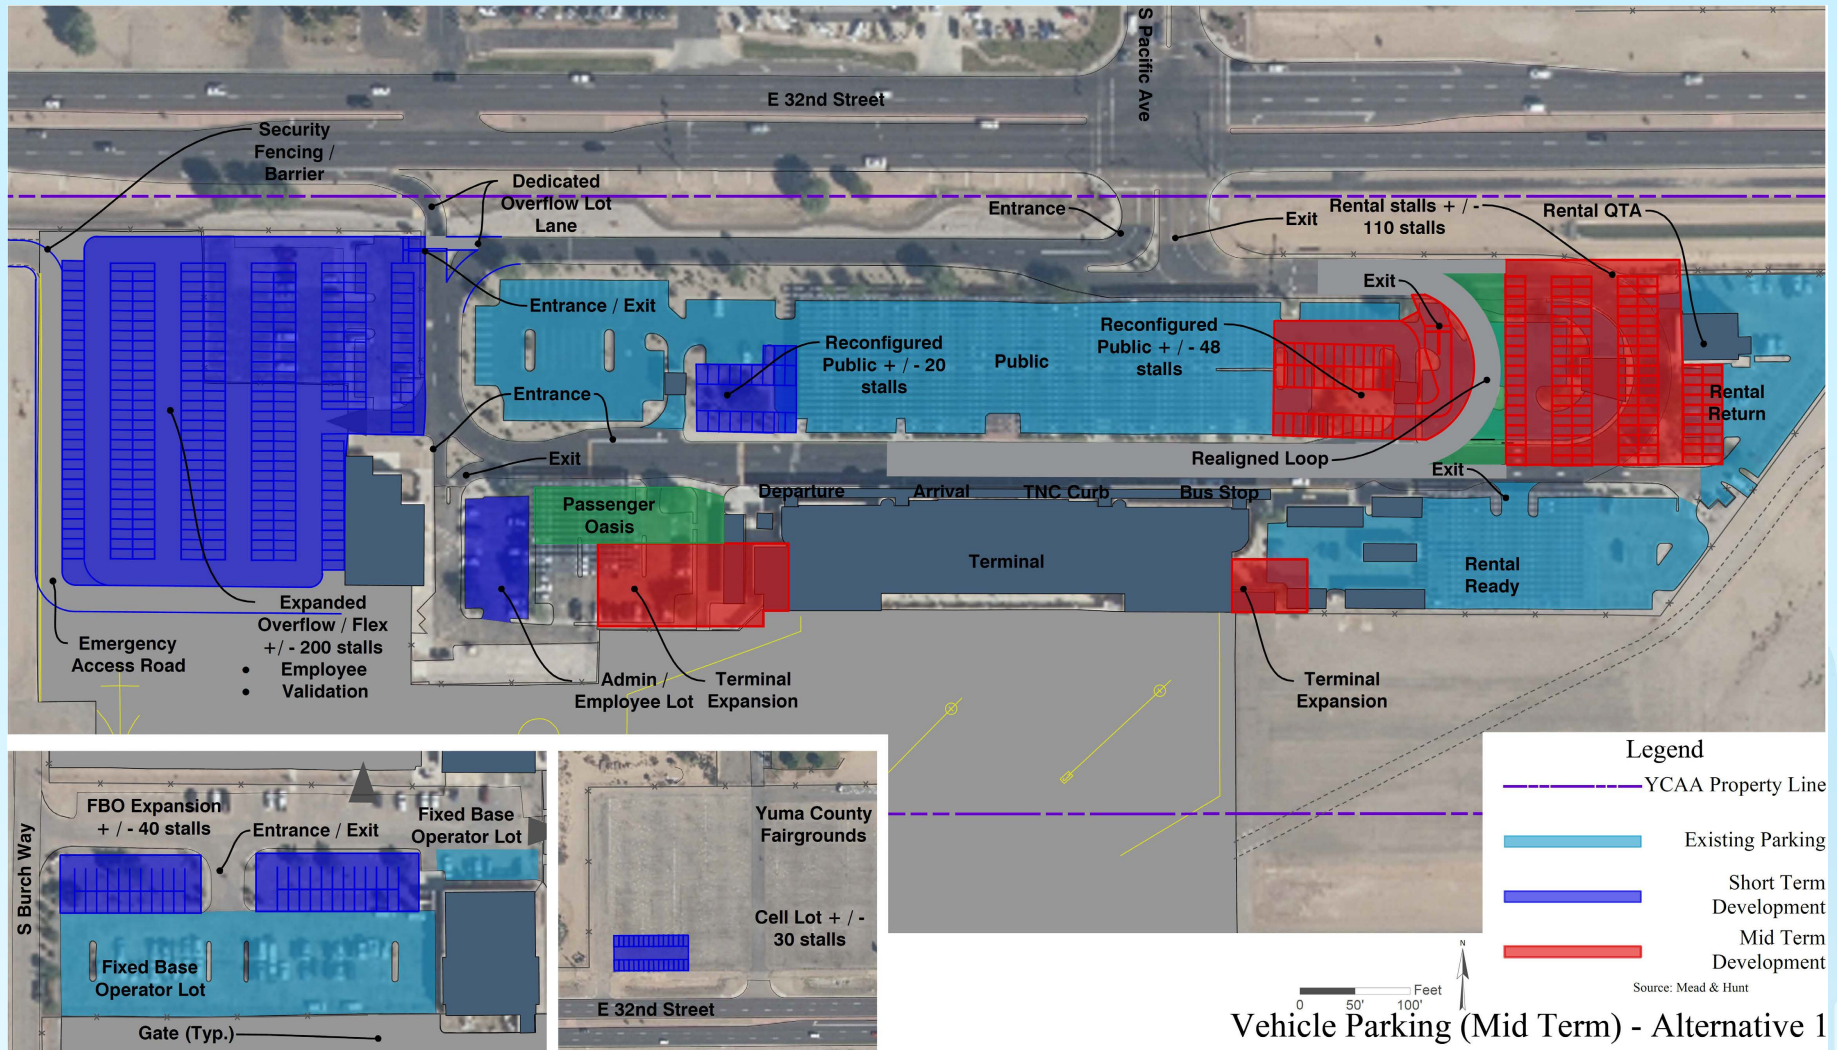 S Pacific Ave
E 32nd Street
Security
Fencing /
Barrier
Dedicated
Overflow Lot
Lane
Entrance
Exit
Rental stalls + / -
110 stalls
Rental QTA
Entrance / Exit
Exit
Reconfigured
Public + / - 20
stalls
Public
Reconfigured
Public + / - 48
stalls
Entrance
Rental
Return
Exit
Realigned Loop
Exit
Passenger
Oasis
Departure
Arrival
TNC Curb
Bus Stop
Terminal
Rental
Ready
Expanded
Overflow / Flex
+ / - 200 stalls
• Employee
• Validation
Emergency
Access Road
Admin /
Employee Lot
Terminal
Expansion
Terminal
Expansion
S Burch Way
FBO Expansion
+ / - 40 stalls
Entrance / Exit
Fixed Base
Operator Lot
Fixed Base
Operator Lot
Gate (Typ.)
Yuma County
Fairgrounds
Cell Lot + / -
30 stalls
E 32nd Street
Legend
YCAA Property Line
Existing Parking
Short Term
Development
Mid Term
Development
Source: Mead & Hunt
N
Feet
0 50' 100'
Vehicle Parking (Mid Term) - Alternative 1